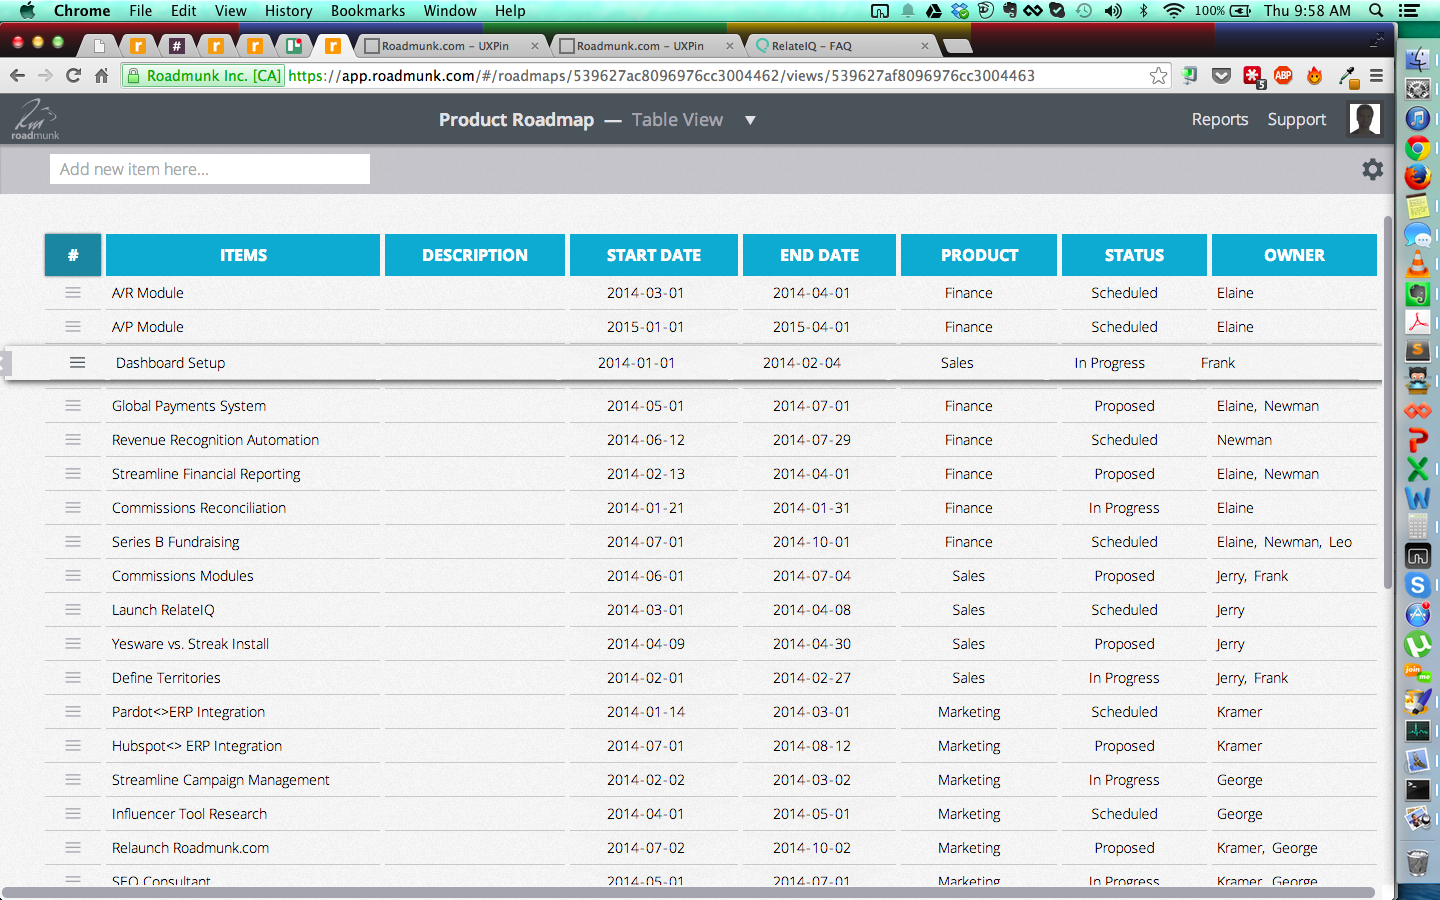 Chrome File Edit View History Bookmarks Window Help 100% Thu 9:58 AM
Roadmunk.com – UXPin Roadmunk.com – UXPin RelateIQ – FAQ
Roadmunk Inc. [CA] https://app.roadmunk.com/#/roadmaps/539627ac8096976cc3004462/views/539627af8096976cc3004463
roadmunk Product Roadmap — Table View Reports Support
Add new item here...
# ITEMS DESCRIPTION START DATE END DATE PRODUCT STATUS OWNER
A/R Module 2014-03-01 2014-04-01 Finance Scheduled Elaine
A/P Module 2015-01-01 2015-04-01 Finance Scheduled Elaine
Dashboard Setup 2014-01-01 2014-02-04 Sales In Progress Frank
Global Payments System 2014-05-01 2014-07-01 Finance Proposed Elaine, Newman
Revenue Recognition Automation 2014-06-12 2014-07-29 Finance Scheduled Newman
Streamline Financial Reporting 2014-02-13 2014-04-01 Finance Proposed Elaine, Newman
Commissions Reconciliation 2014-01-21 2014-01-31 Finance In Progress Elaine
Series B Fundraising 2014-07-01 2014-10-01 Finance Scheduled Elaine, Newman, Leo
Commissions Modules 2014-06-01 2014-07-04 Sales Proposed Jerry, Frank
Launch RelateIQ 2014-03-01 2014-04-08 Sales Scheduled Jerry
Yesware vs. Streak Install 2014-04-09 2014-04-30 Sales Proposed Jerry
Define Territories 2014-02-01 2014-02-27 Sales In Progress Jerry, Frank
Pardot<>ERP Integration 2014-01-14 2014-03-01 Marketing Scheduled Kramer
Hubspot<> ERP Integration 2014-07-01 2014-08-12 Marketing Proposed Kramer
Streamline Campaign Management 2014-02-02 2014-03-02 Marketing In Progress George
Influencer Tool Research 2014-04-01 2014-05-01 Marketing Scheduled George
Relaunch Roadmunk.com 2014-07-02 2014-10-02 Marketing Proposed Kramer, George
SEO Consultant 2014-05-01 2014-07-01 Marketing In Progress Kramer, George